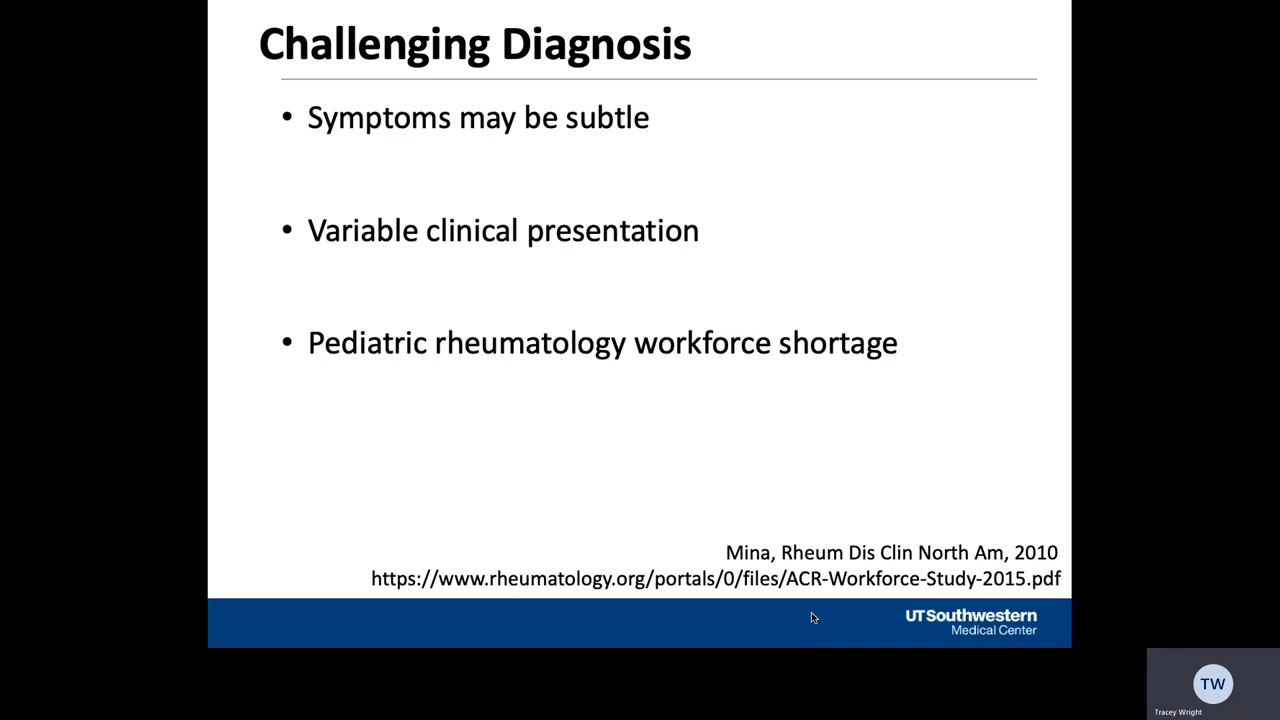 Challenging Diagnosis
• Symptoms may be subtle
• Variable clinical presentation
• Pediatric rheumatology workforce shortage
Mina, Rheum Dis Clin North Am, 2010
https://www.rheumatology.org/portals/0/files/ACR-Workforce-Study-2015.pdf
UTSouthwestern
Medical Center
TW
Tracey Wright